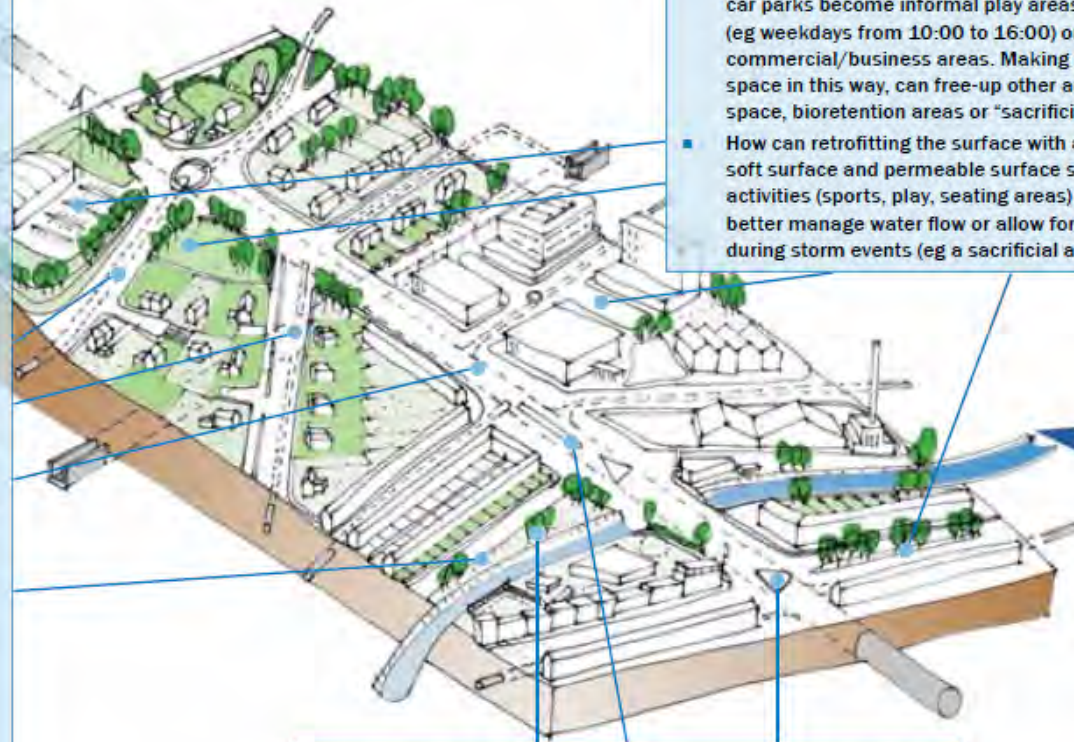 car parks become informal play areas
(eg weekdays from 10:00 to 16:00) o
commercial/business areas. Making
space in this way, can free-up other a
space, bioretention areas or "sacrifici
How can retrofitting the surface with a
soft surface and permeable surface s
activities (sports, play, seating areas)
better manage water flow or allow for
during storm events (eg a sacrificial a